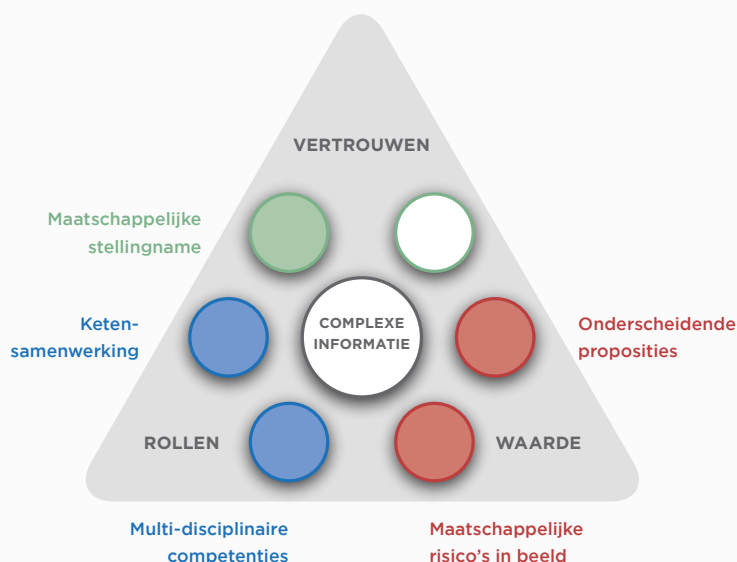 VERTROUWEN
Maatschappelijke
stellingname
Keten-
samenwerking
COMPLEXE
INFORMATIE
Onderscheidende
proposities
ROLLEN
WAARDE
Multi-disciplinaire
competenties
Maatschappelijke
risico's in beeld